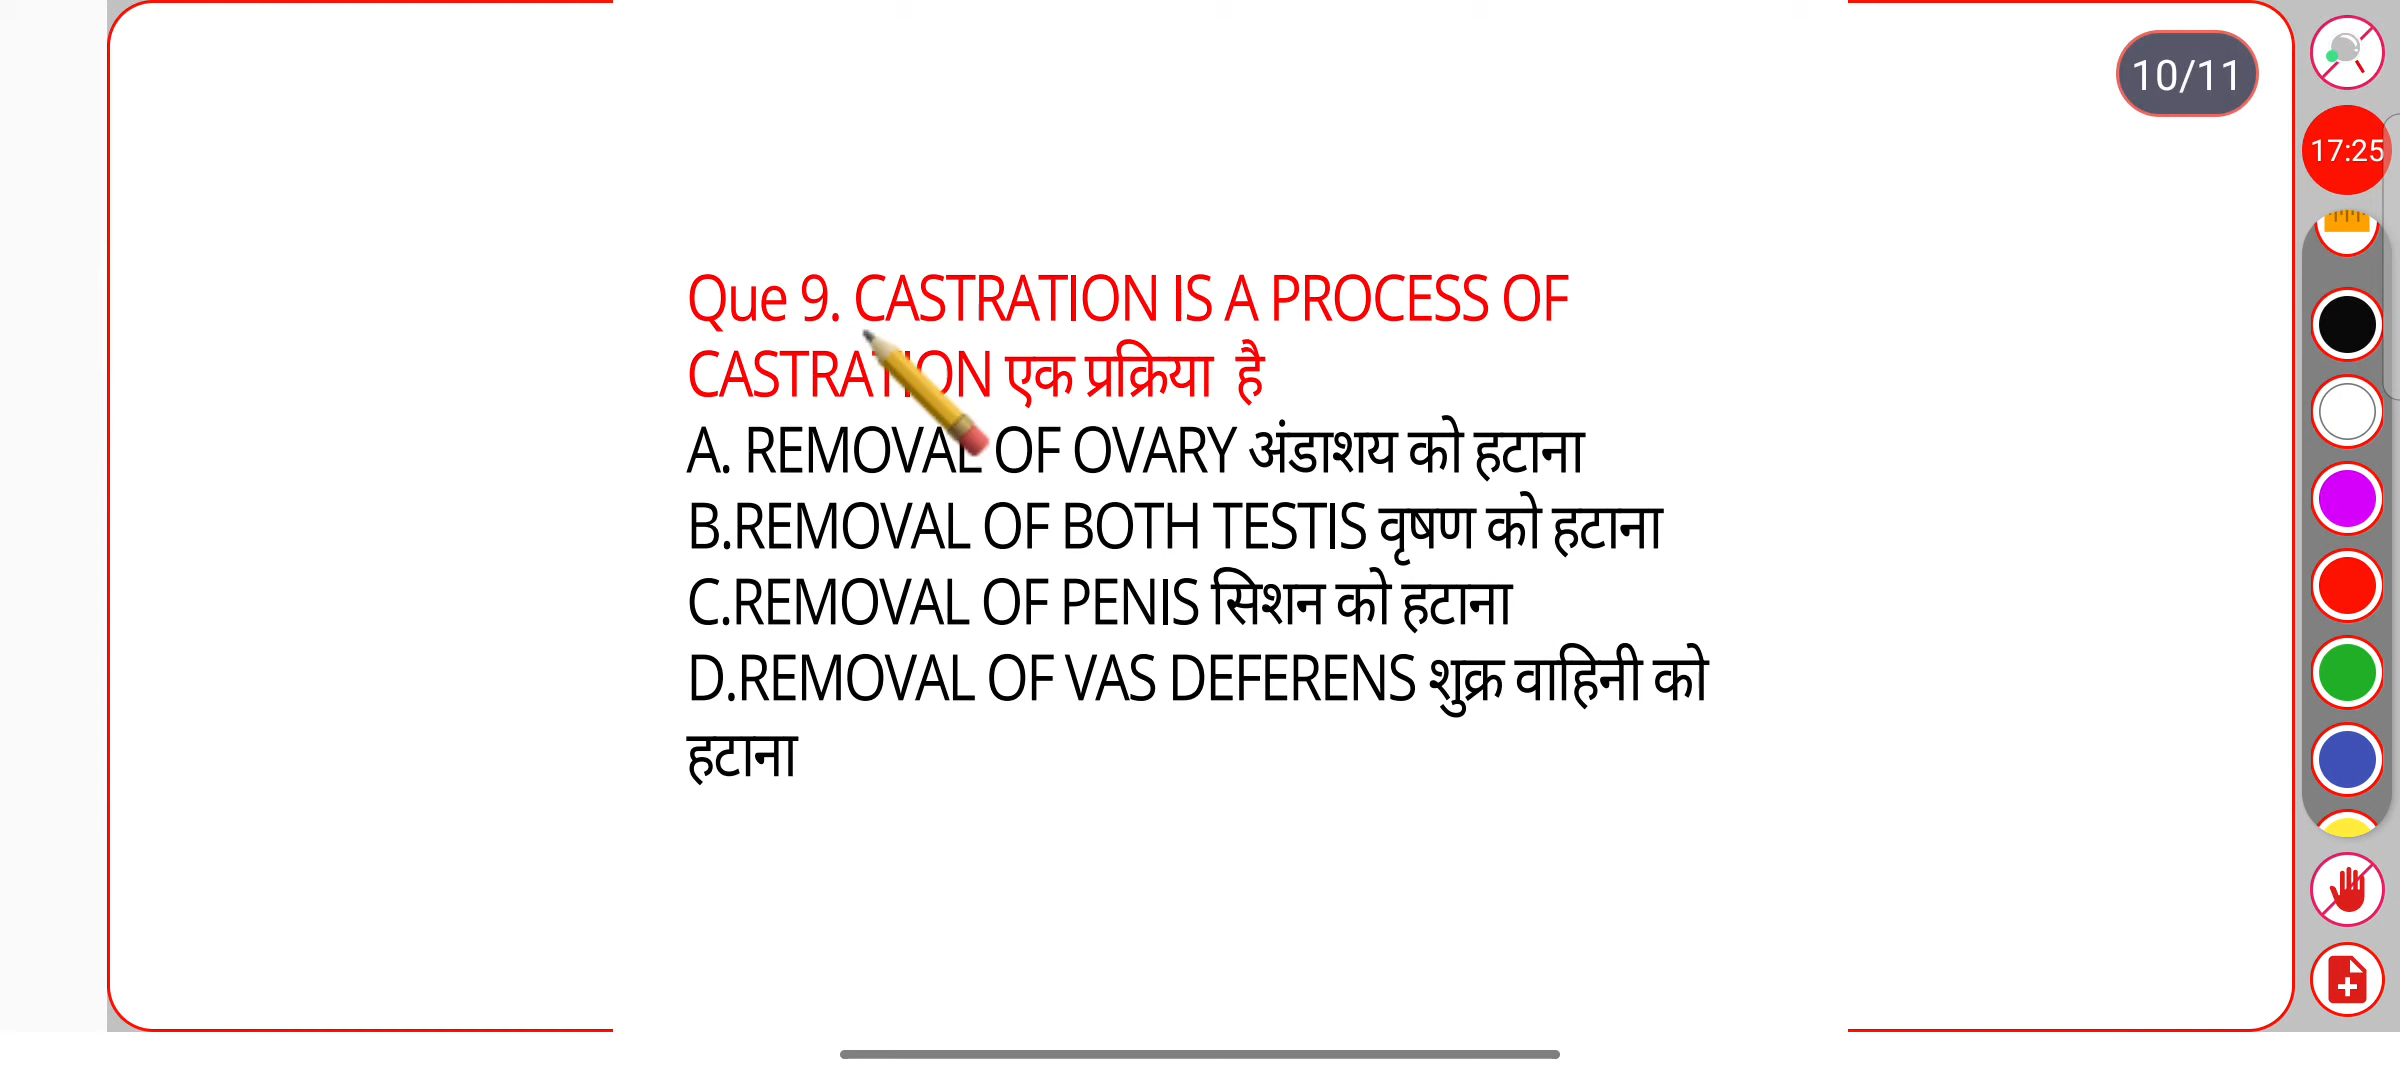 10/11
17:25
Que 9. CASTRATION IS A PROCESS OF
CASTRATION एक प्रक्रिया है
A. REMOVAL OF OVARY अंडाशय को हटाना
B.REMOVAL OF BOTH TESTIS वृषण को हटाना
C.REMOVAL OF PENIS सिशन को हटाना
D.REMOVAL OF VAS DEFERENS शुक्र वाहिनी को
हटाना